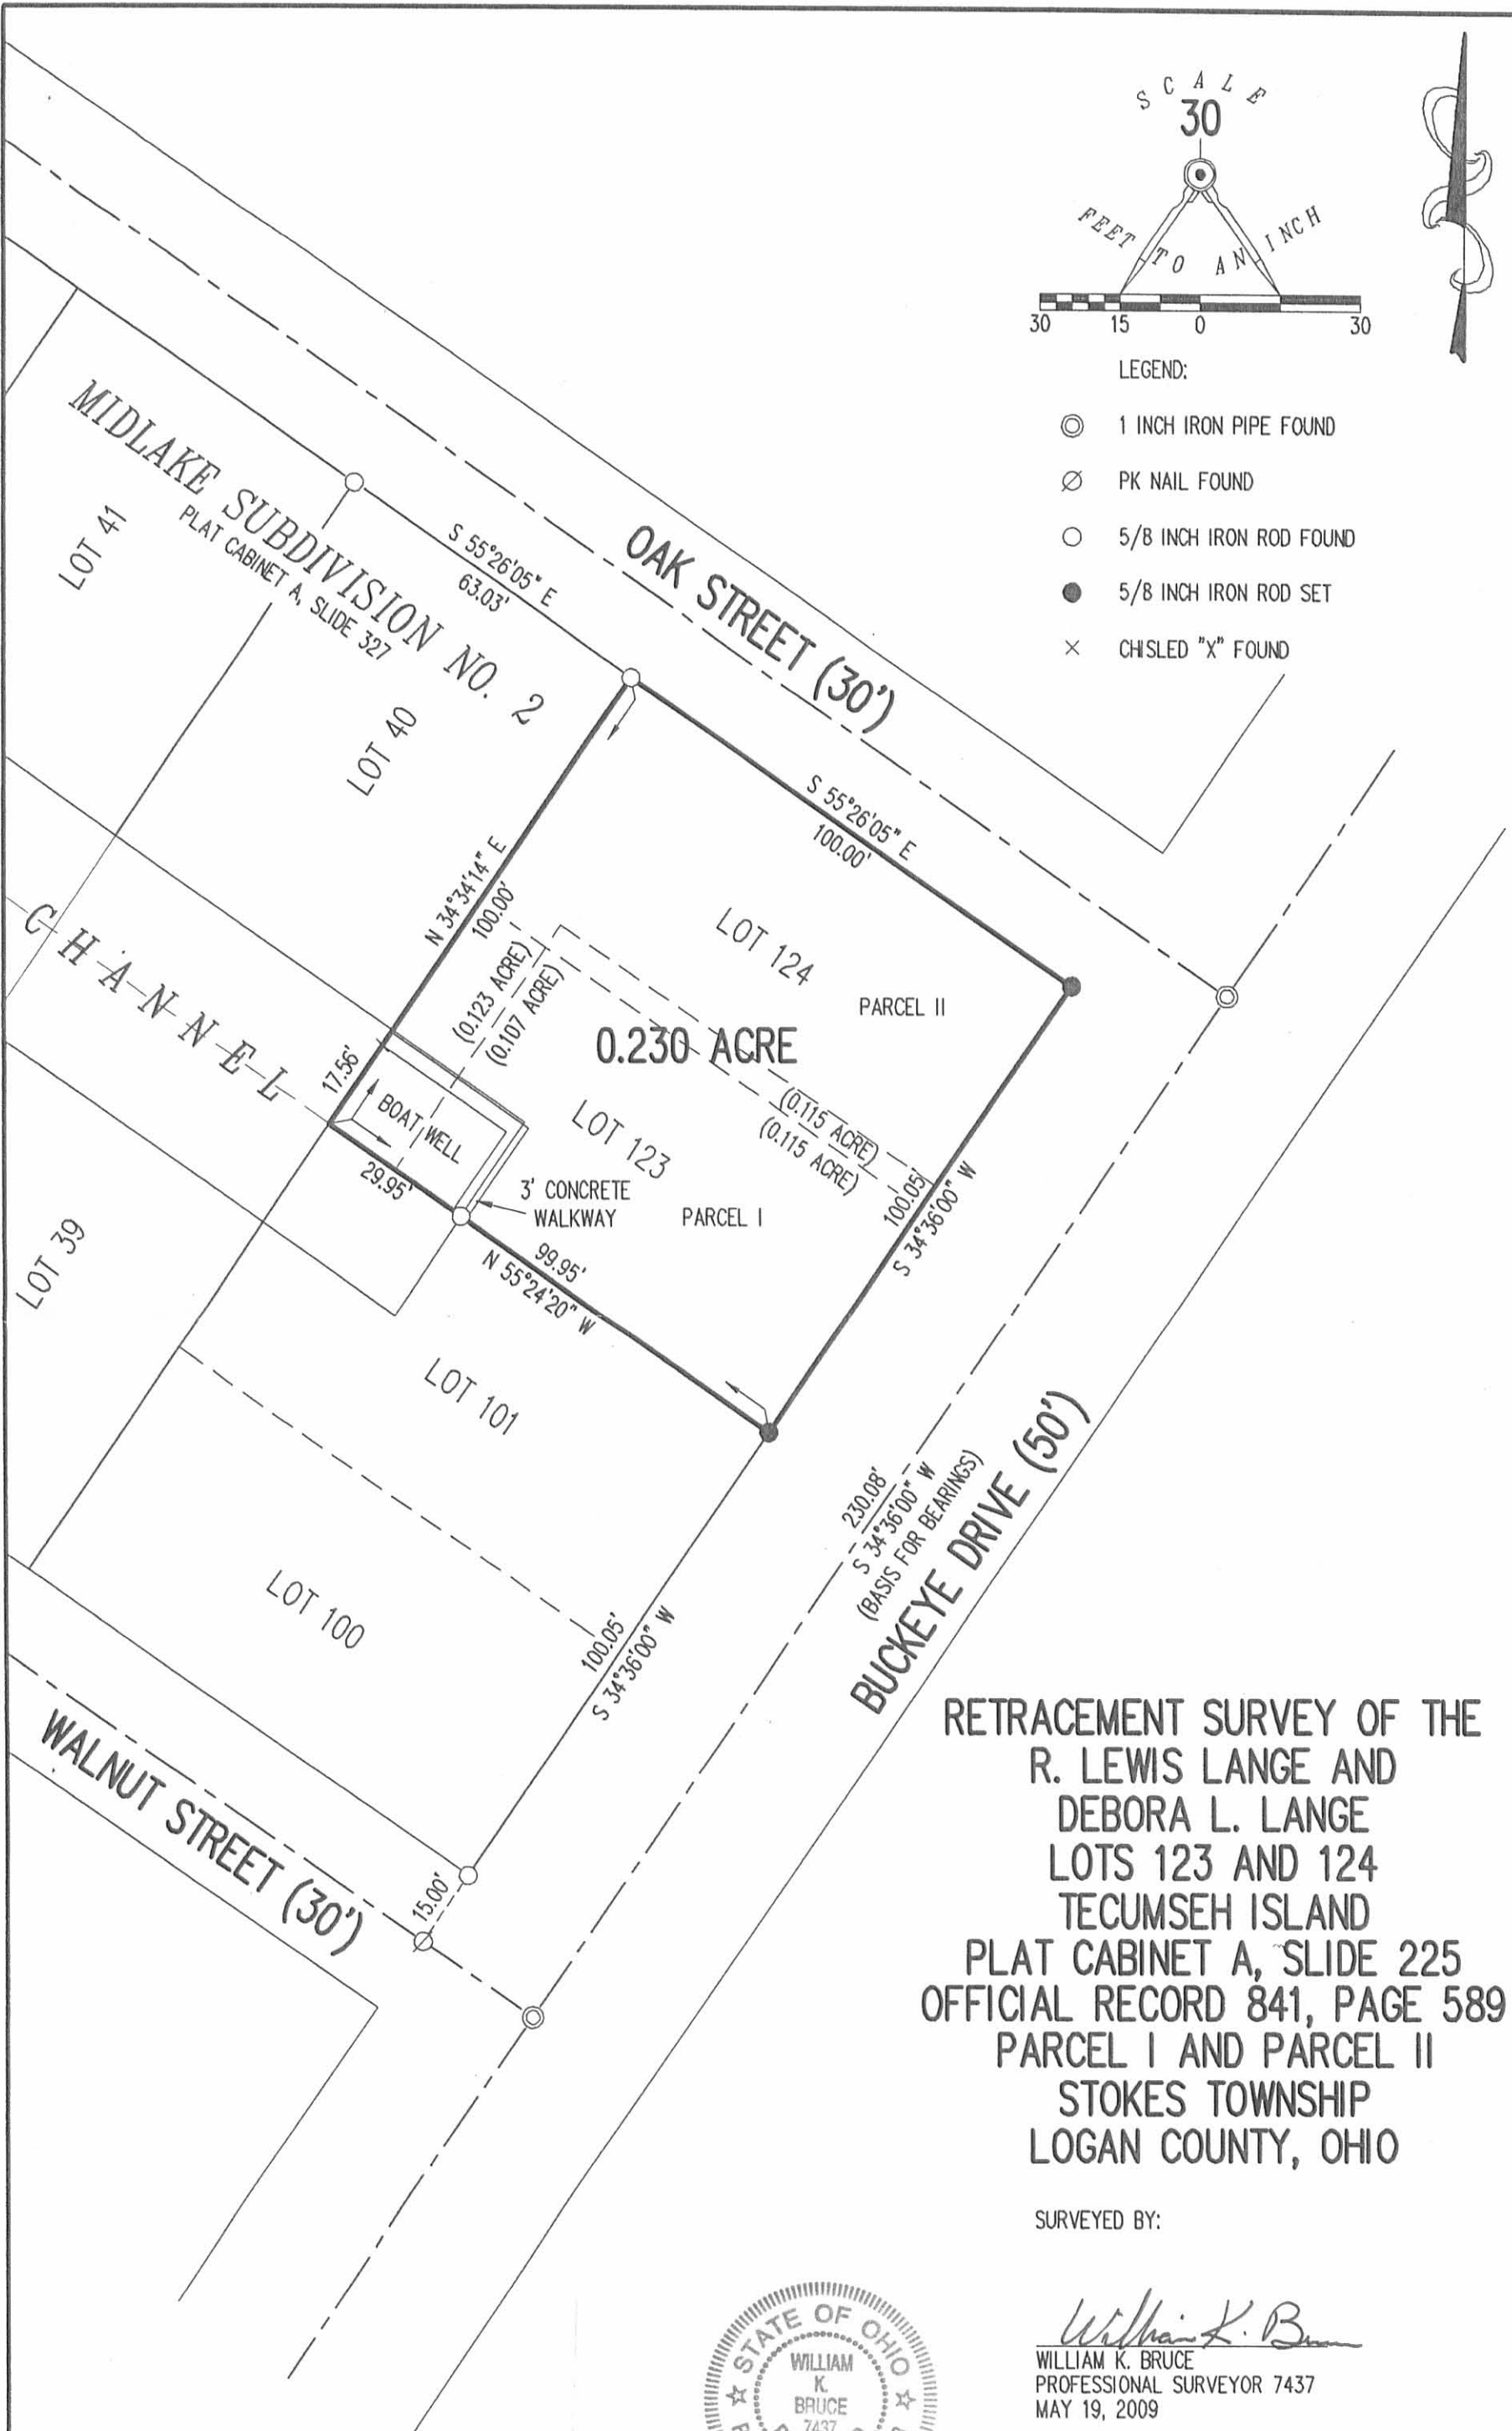 SCALE
30
FEET TO AN INCH
30 15 0 30
LEGEND:
1 INCH IRON PIPE FOUND
PK NAIL FOUND
5/8 INCH IRON ROD FOUND
5/8 INCH IRON ROD SET
CHISLED "X" FOUND
MIDLAKE SUBDIVISION NO. 2
PLAT CABINET A, SLIDE 327
LOT 41
S 55°26'05" E
63.03'
OAK STREET (30')
LOT 40
S 55°26'05" E
100.00'
N 34°34'14" E
100.00'
CHANNEL
LOT 124
PARCEL II
(0.123 ACRE)
(0.107 ACRE)
0.230 ACRE
17.56'
BOAT WELL
LOT 123
(0.115 ACRE)
(0.115 ACRE)
29.95'
3' CONCRETE
WALKWAY
PARCEL I
100.05'
S 34°36'00" W
99.95'
N 55°24'20" W
LOT 39
LOT 101
230.08'
S 34°36'00" W
(BASIS FOR BEARINGS)
BUCKEYE DRIVE (50')
LOT 100
100.05'
S 34°36'00" W
WALNUT STREET (30')
15.00'
RETRACEMENT SURVEY OF THE
R. LEWIS LANGE AND
DEBORA L. LANGE
LOTS 123 AND 124
TECUMSEH ISLAND
PLAT CABINET A, SLIDE 225
OFFICIAL RECORD 841, PAGE 589
PARCEL I AND PARCEL II
STOKES TOWNSHIP
LOGAN COUNTY, OHIO
SURVEYED BY:
William K. Bruce
WILLIAM K. BRUCE
PROFESSIONAL SURVEYOR 7437
MAY 19, 2009
STATE OF OHIO
WILLIAM
K.
BRUCE
7437